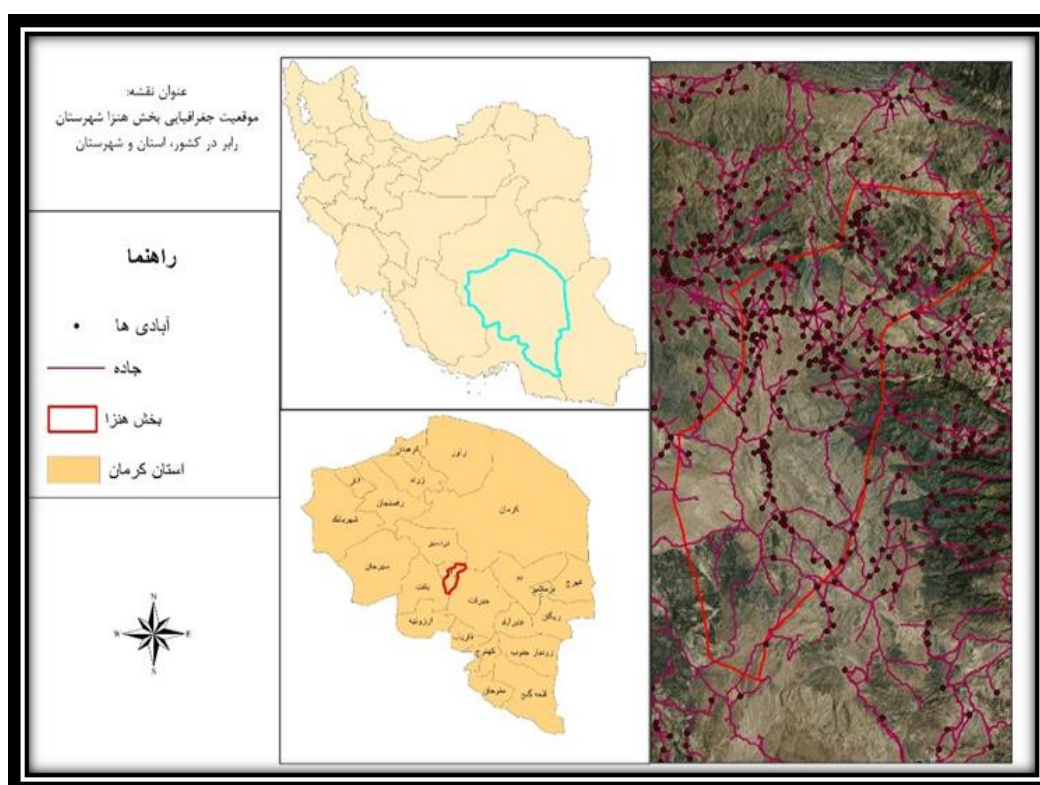 عنوان نقشه:
موقعیت جغرافیایی بخش هنزا شهرستان
رابر در کشور، استان و شهرستان
راهنما
آبادی ها
جاده
بخش هنزا
استان کرمان
N
W
E
N
راور
زرند
انار
رفسنجان
کرمان
شهربابک
سیرجان
بافت
بم
فهرج
نرماشیر
جیرفت
ریگان
ارزوئیه
عنبرآباد
فاریاب
کهنوج
رودبار جنوب
منوجان
قلعه گنج